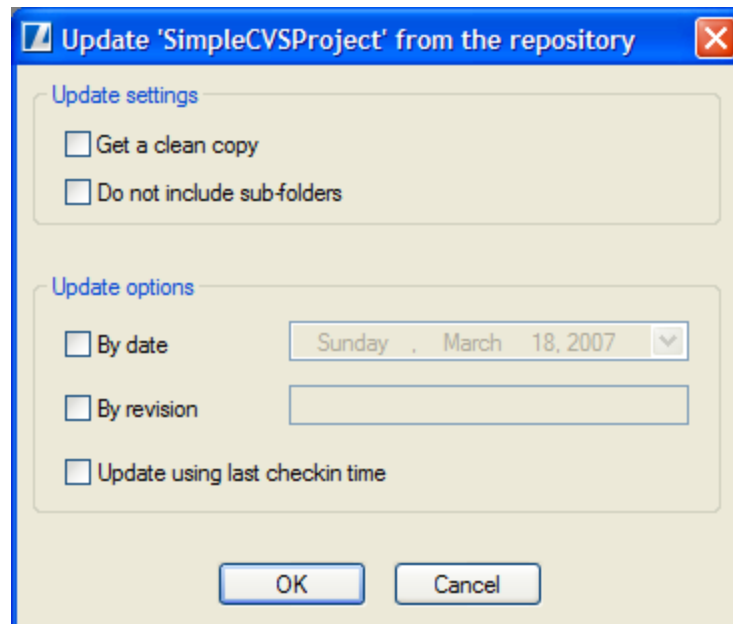 Update 'SimpleCVSProject' from the repository
Update settings
Get a clean copy
Do not include sub-folders
Update options
By date Sunday , March 18, 2007
By revision
Update using last checkin time
OK Cancel